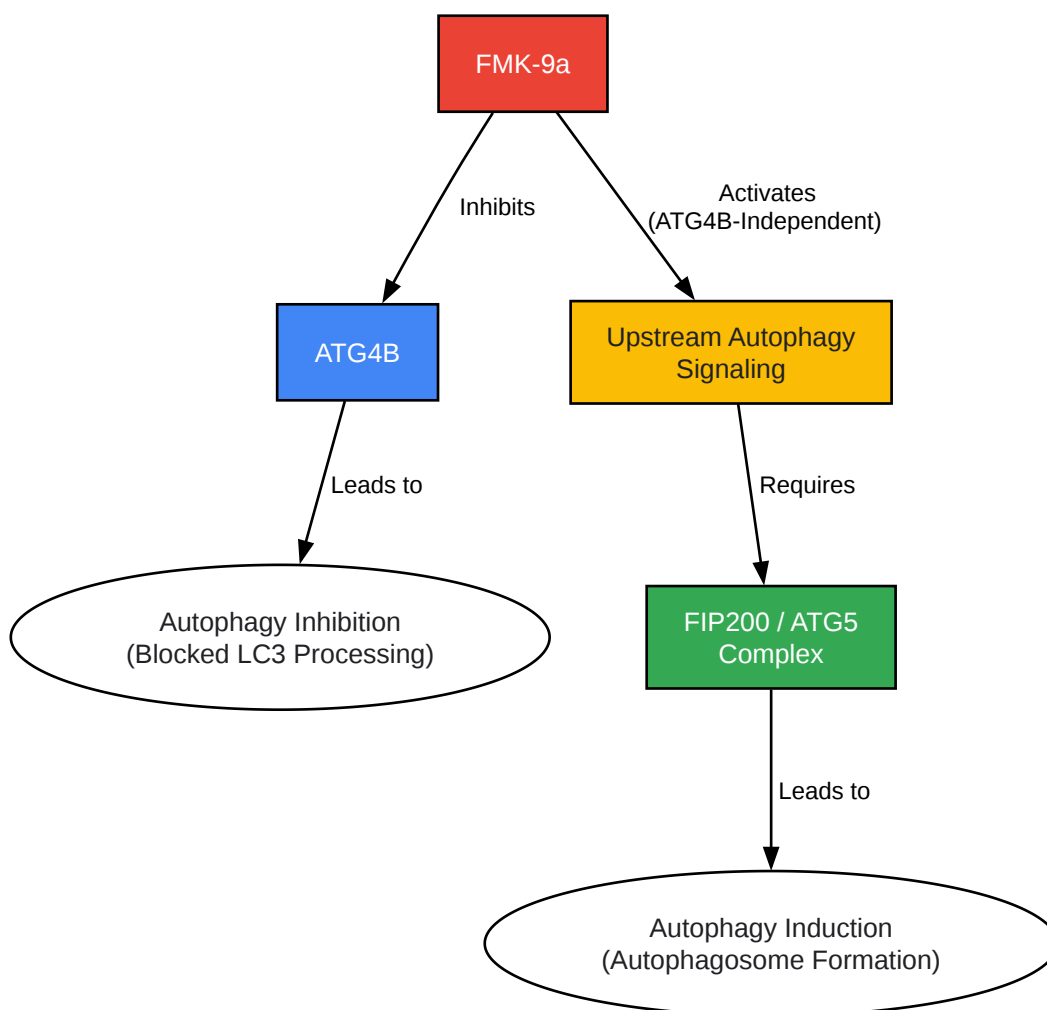 FMK-9a
Inhibits
Activates
(ATG4B-Independent)
ATG4B
Upstream Autophagy
Signaling
Leads to
Requires
Autophagy Inhibition
(Blocked LC3 Processing)
FIP200 / ATG5
Complex
Leads to
Autophagy Induction
(Autophagosome Formation)